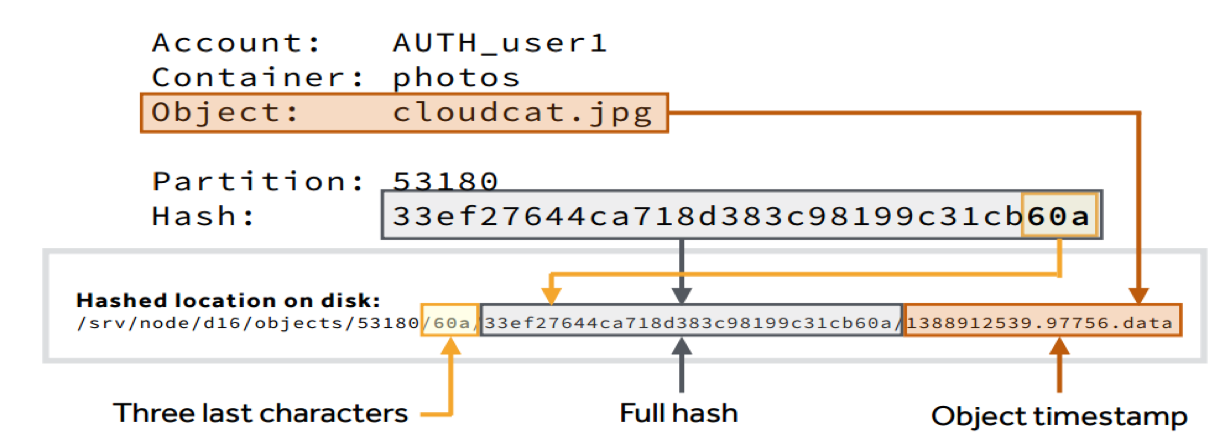 Account: AUTH_user1
Container: photos
Object: cloudcat.jpg
Partition: 53180
Hash: 33ef27644ca718d383c98199c31cb60a
Hashed location on disk:
/srv/node/d16/objects/53180/60a/33ef27644ca718d383c98199c31cb60a/1388912539.97756.data
Three last characters
Full hash
Object timestamp